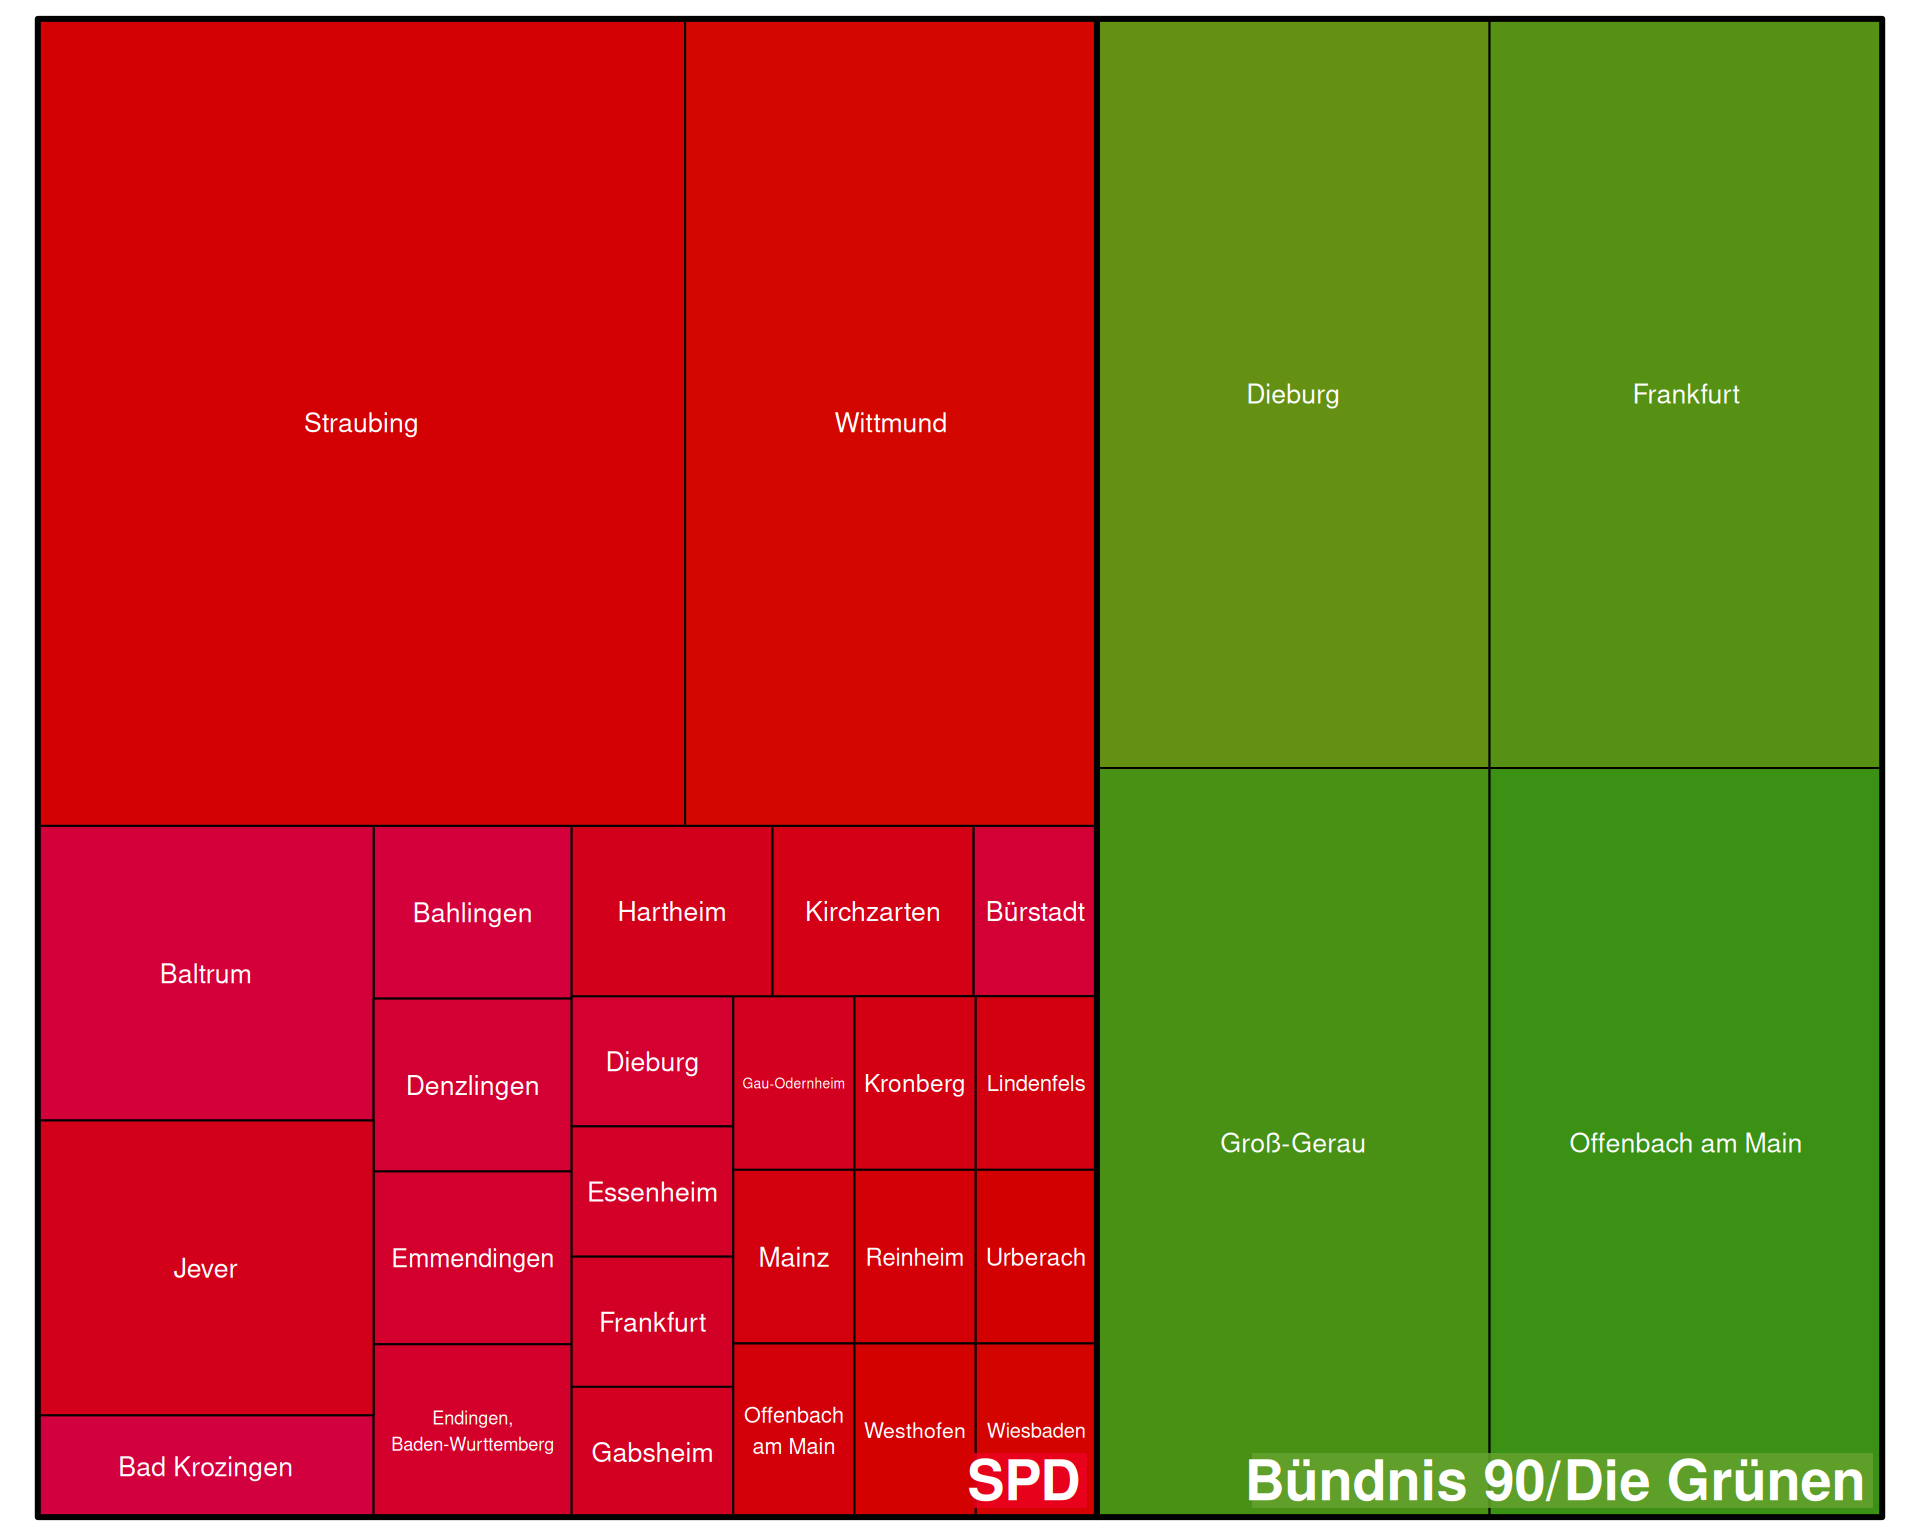 Straubing
Wittmund
Baltrum
Jever
Bad Krozingen
Bahlingen
Denzlingen
Emmendingen
Endingen,
Baden-Wurttemberg
Hartheim
Kirchzarten
Bürstadt
Dieburg
Essenheim
Frankfurt
Gabsheim
Gau-Odernheim
Kronberg
Lindenfels
Mainz
Reinheim
Urberach
Offenbach
am Main
Westhofen
Wiesbaden
SPD
Dieburg
Frankfurt
Groß-Gerau
Offenbach am Main
Bündnis 90/Die Grünen